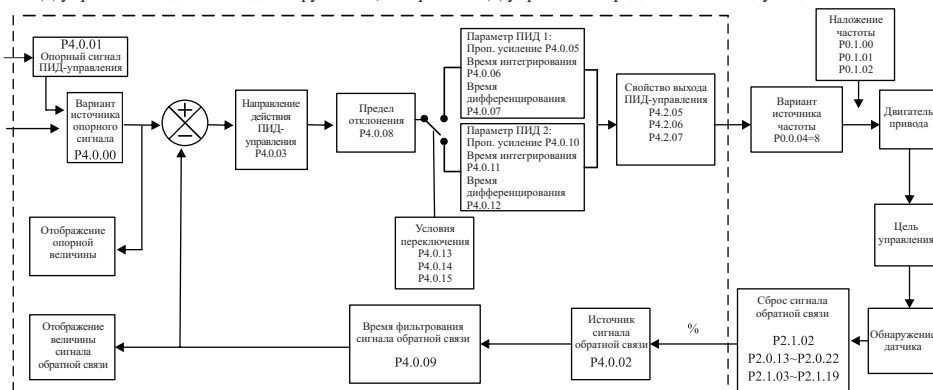 Наложение
частоты
P0.1.00
P0.1.01
P0.1.02
P4.0.01
Опорный сигнал
ПИД-управления
Вариант
источника
опорного
сигнала
P4.0.00
Направление
действия
ПИД-
управления
P4.0.03
Предел
отклонения
P4.0.08
Параметр ПИД 1:
Проп. усиление P4.0.05
Время интегрирования
P4.0.06
Время
дифференцирования
P4.0.07
Параметр ПИД 2:
Проп. усиление P4.0.10
Время интегрирования
P4.0.11
Время
дифференцирования
P4.0.12
Свойство выхода
ПИД-управления
P4.2.05
P4.2.06
P4.2.07
Вариант
источника
частоты
P0.0.04=8
Двигатель
привода
Отображение
опорной
величины
Условия
переключения
P4.0.13
P4.0.14
P4.0.15
Цель
управления
Отображение
величины
сигнала
обратной связи
Время фильтрования
сигнала обратной связи
P4.0.09
Источник
сигнала
обратной связи
P4.0.02
%
Сброс сигнала
обратной связи
P2.1.02
P2.0.13~P2.0.22
P2.1.03~P2.1.19
Обнаружение
датчика